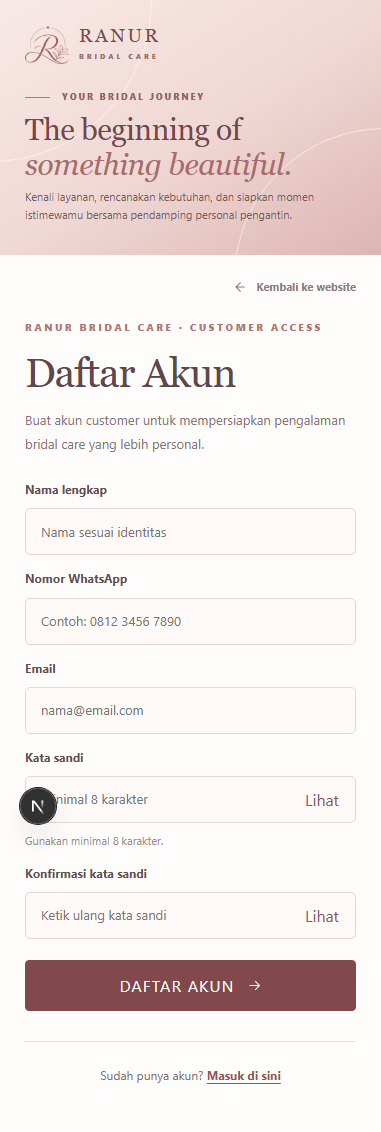 RANUR
BRIDAL CARE
YOUR BRIDAL JOURNEY
The beginning of
something beautiful.
Kenali layanan, rencanakan kebutuhan, dan siapkan momen
istimewamu bersama pendamping personal pengantin.
← Kembali ke website
RANUR BRIDAL CARE · CUSTOMER ACCESS
Daftar Akun
Buat akun customer untuk mempersiapkan pengalaman
bridal care yang lebih personal.
Nama lengkap
Nama sesuai identitas
Nomor WhatsApp
Contoh: 0812 3456 7890
Email
nama@email.com
Kata sandi
8 karakter Lihat
Gunakan minimal 8 karakter.
Konfirmasi kata sandi
Ketik ulang kata sandi Lihat
DAFTAR AKUN →
Sudah punya akun? Masuk di sini